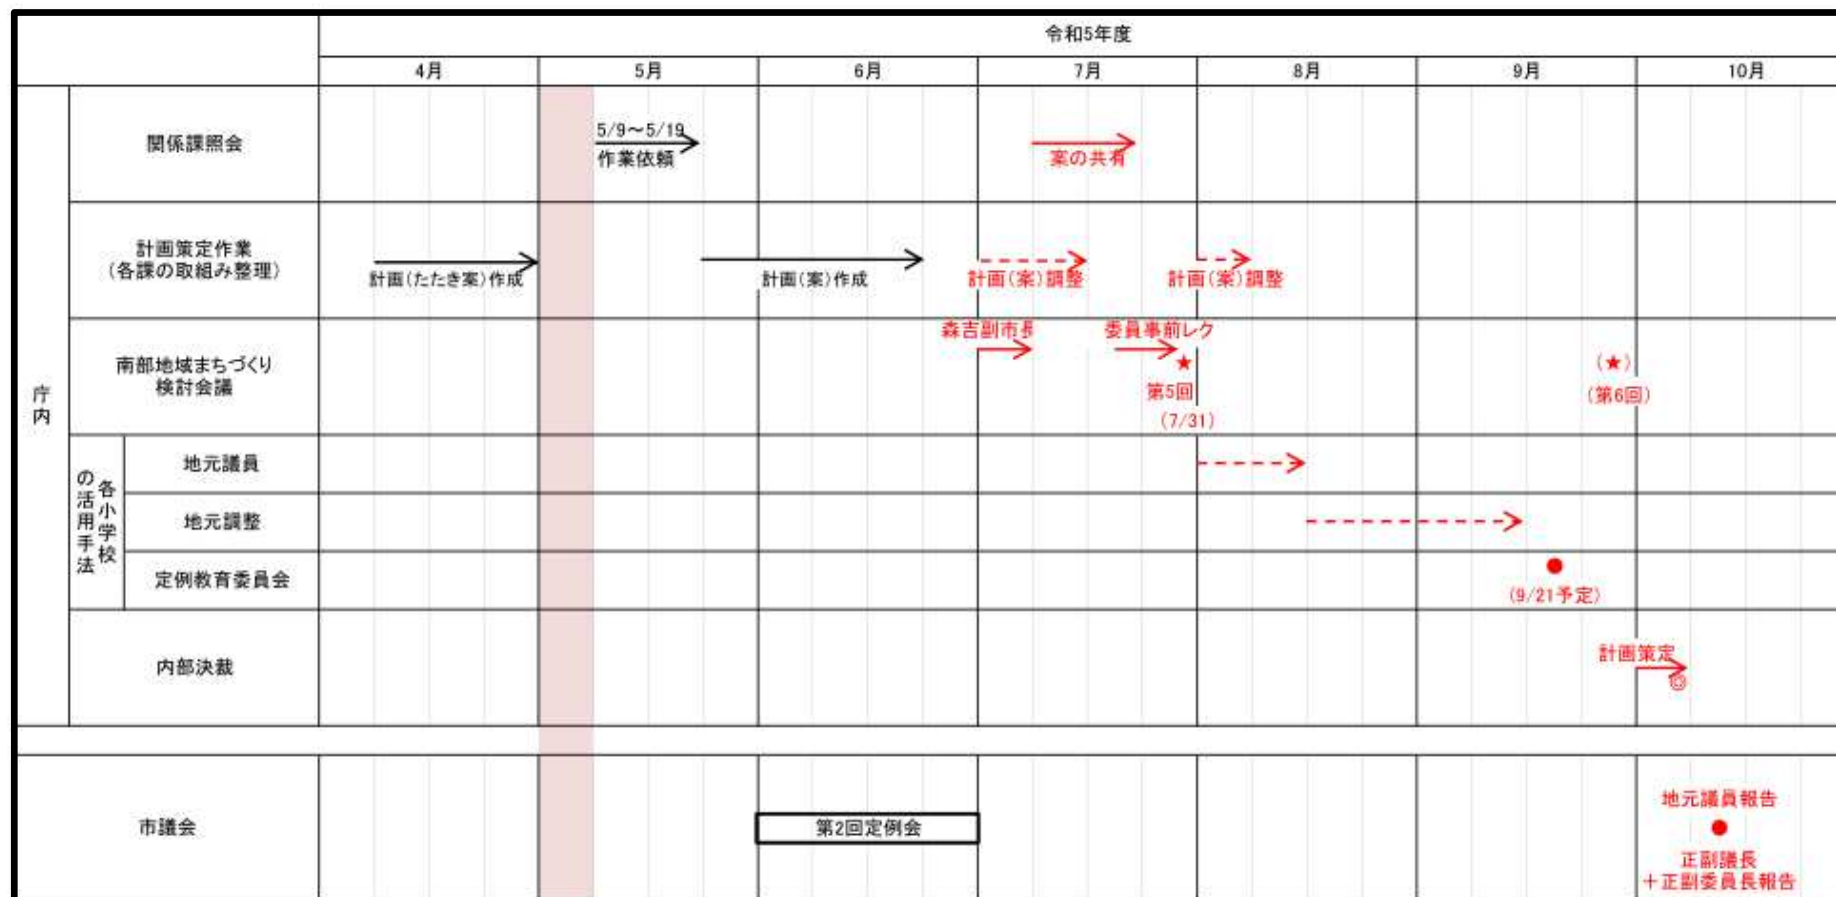 令和5年度
4月
5月
6月
7月
8月
9月
10月
庁内
関係課照会
5/9～5/19
作業依頼
案の共有
計画策定作業
（各課の取組み整理）
計画（たたき案）作成
計画（案）作成
計画（案）調整
計画（案）調整
南部地域まちづくり
検討会議
森吉副市長
委員事前レク
★
第5回
（7/31）
（★）
（第6回）
各小学校
の活用手法
地元議員
地元調整
定例教育委員会
●
（9/21予定）
内部決裁
計画策定
◎
市議会
第2回定例会
地元議員報告
●
正副議長
＋正副委員長報告